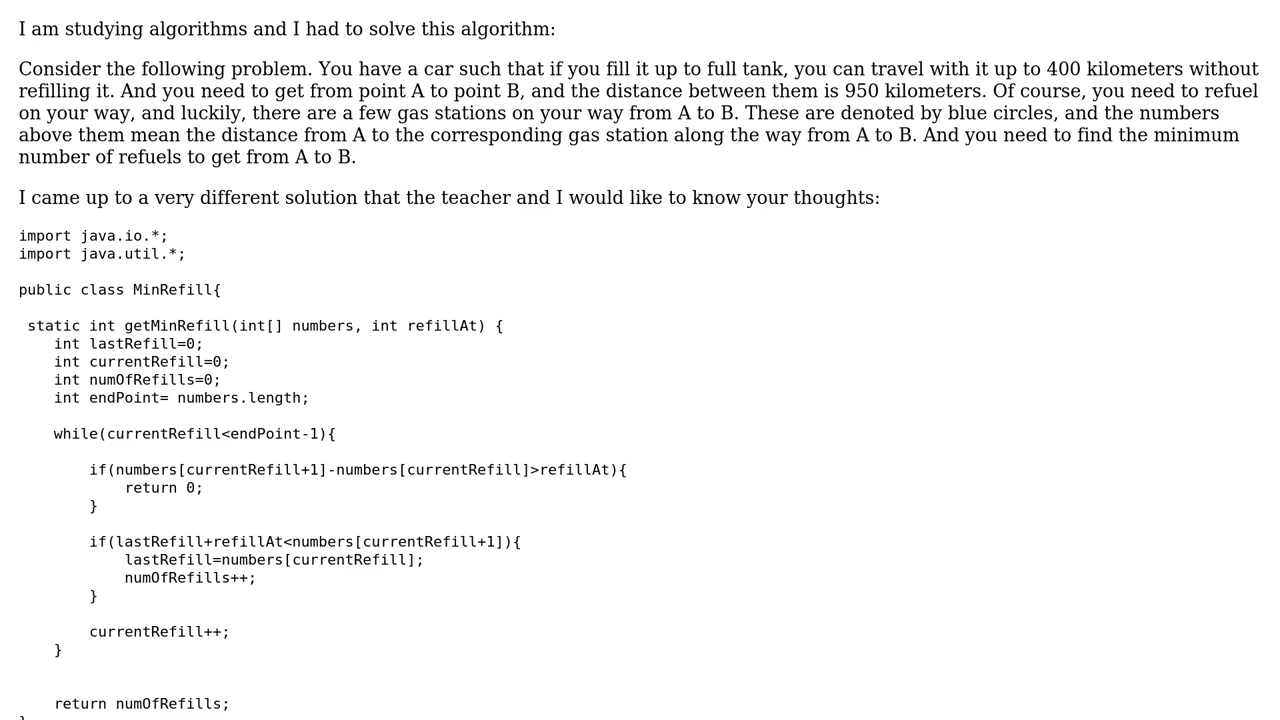 I am studying algorithms and I had to solve this algorithm:
Consider the following problem. You have a car such that if you fill it up to full tank, you can travel with it up to 400 kilometers without
refilling it. And you need to get from point A to point B, and the distance between them is 950 kilometers. Of course, you need to refuel
on your way, and luckily, there are a few gas stations on your way from A to B. These are denoted by blue circles, and the numbers
above them mean the distance from A to the corresponding gas station along the way from A to B. And you need to find the minimum
number of refuels to get from A to B.
I came up to a very different solution that the teacher and I would like to know your thoughts:
import java.io.*;
import java.util.*;
public class MinRefill{
static int getMinRefill(int[] numbers, int refillAt) {
int lastRefill=0;
int currentRefill=0;
int numOfRefills=0;
int endPoint= numbers.length;
while(currentRefill<endPoint-1){
if(numbers[currentRefill+1]-numbers[currentRefill]>refillAt){
return 0;
}
if(lastRefill+refillAt<numbers[currentRefill+1]){
lastRefill=numbers[currentRefill];
numOfRefills++;
}
currentRefill++;
}
return numOfRefills;
}